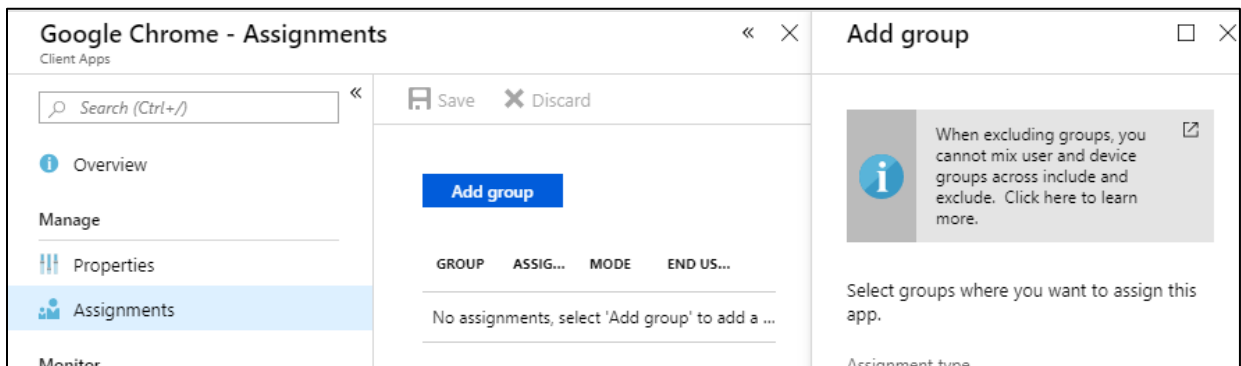 Google Chrome - Assignments
Client Apps
Search (Ctrl+/)
Overview
Manage
Properties
Assignments
Monitor
Save Discard
Add group
GROUP ASSIG... MODE END US...
No assignments, select 'Add group' to add a ...
Add group
When excluding groups, you
cannot mix user and device
groups across include and
exclude. Click here to learn
more.
Select groups where you want to assign this
app.
Assignment type